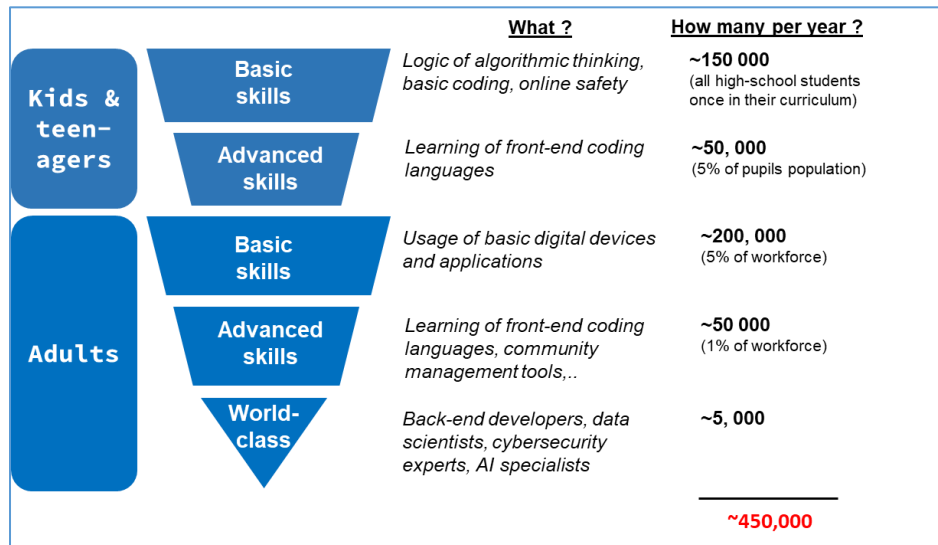 What ?
How many per year ?
Kids &
teen-
agers
Basic
skills
Logic of algorithmic thinking,
basic coding, online safety
~150 000
(all high-school students
once in their curriculum)
Advanced
skills
Learning of front-end coding
languages
~50, 000
(5% of pupils population)
Adults
Basic
skills
Usage of basic digital devices
and applications
~200, 000
(5% of workforce)
Advanced
skills
Learning of front-end coding
languages, community
management tools,..
~50 000
(1% of workforce)
World-
class
Back-end developers, data
scientists, cybersecurity
experts, AI specialists
~5, 000
~450,000